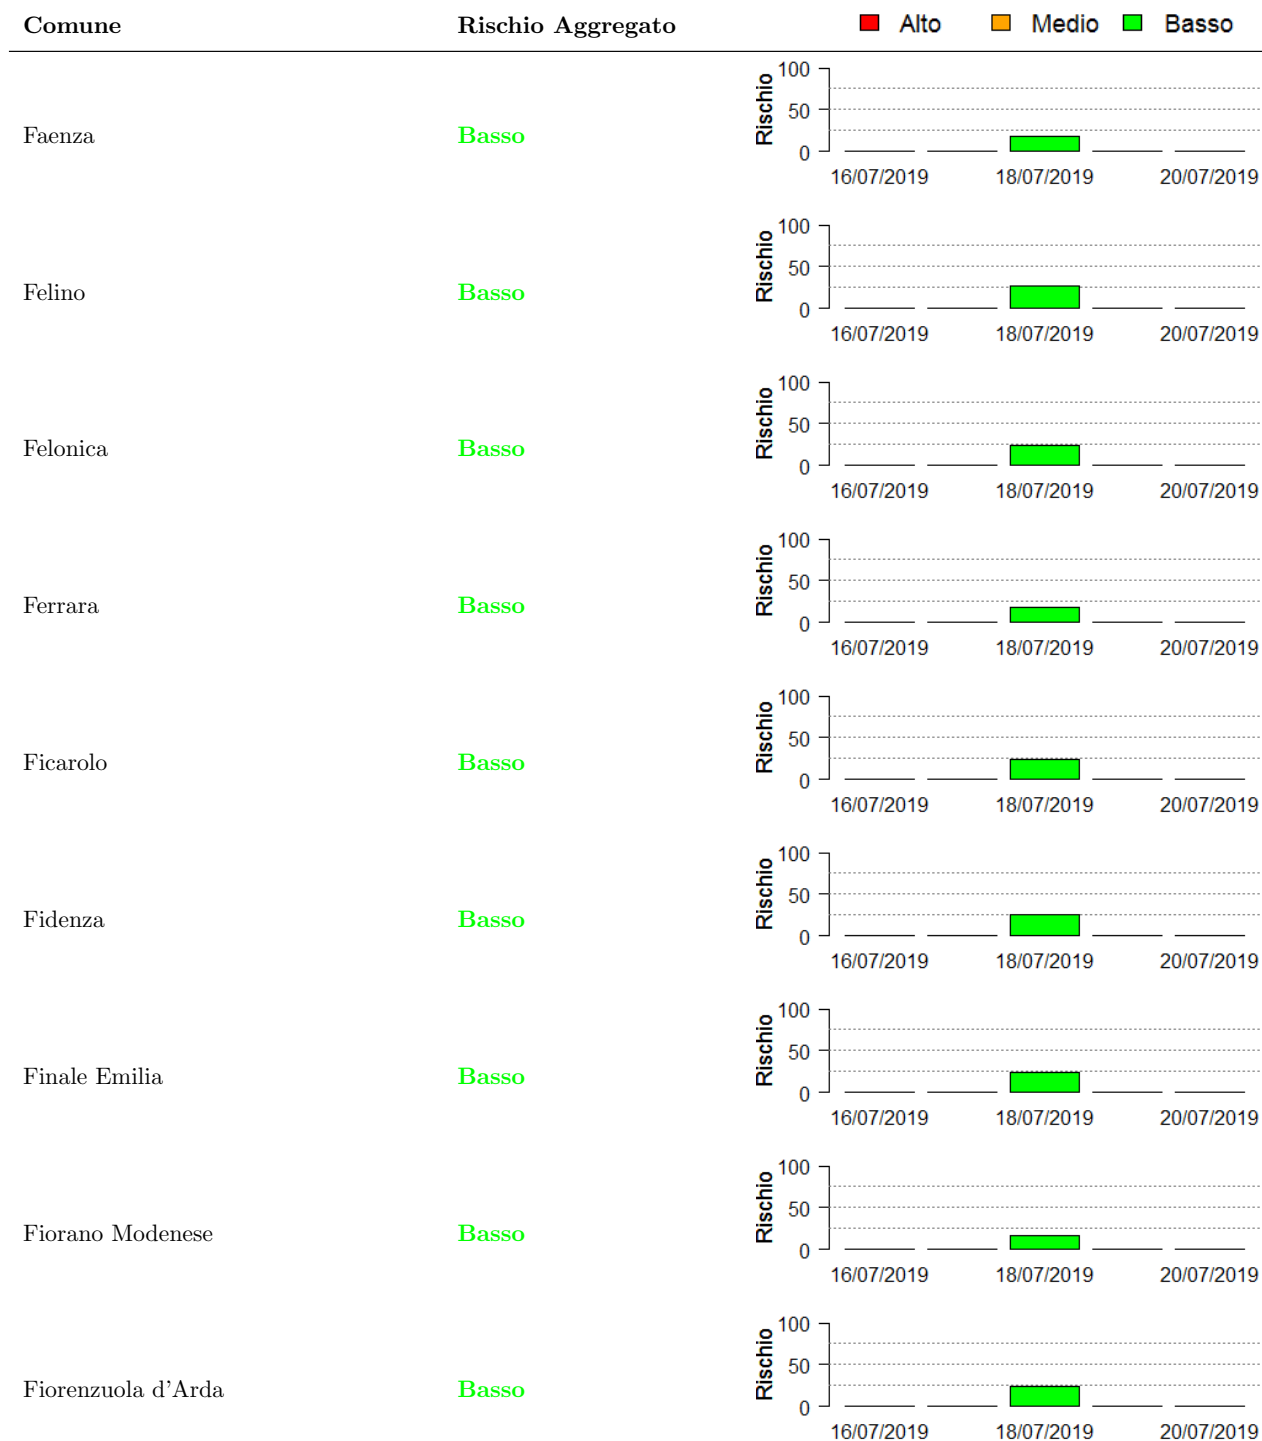 Comune Rischio Aggregato Alto Medio Basso
100
50
0
Rischio
Faenza Basso
16/07/2019 18/07/2019 20/07/2019
100
50
0
Rischio
Felino Basso
16/07/2019 18/07/2019 20/07/2019
100
50
0
Rischio
Felonica Basso
16/07/2019 18/07/2019 20/07/2019
100
50
0
Rischio
Ferrara Basso
16/07/2019 18/07/2019 20/07/2019
100
50
0
Rischio
Ficarolo Basso
16/07/2019 18/07/2019 20/07/2019
100
50
0
Rischio
Fidenza Basso
16/07/2019 18/07/2019 20/07/2019
100
50
0
Rischio
Finale Emilia Basso
16/07/2019 18/07/2019 20/07/2019
100
50
0
Rischio
Fiorano Modenese Basso
16/07/2019 18/07/2019 20/07/2019
100
50
0
Rischio
Fiorenzuola d'Arda Basso
16/07/2019 18/07/2019 20/07/2019